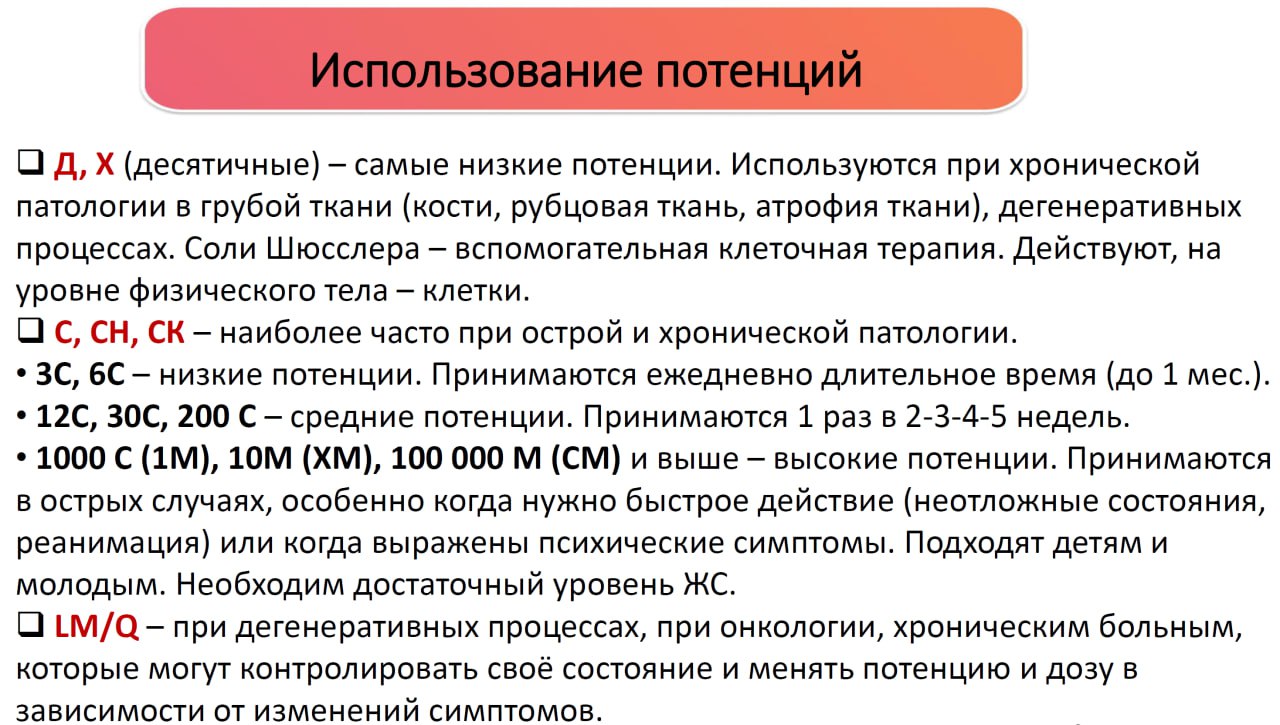 Использование потенций
❑ Д, Х (десятичные) – самые низкие потенции. Используются при хронической
патологии в грубой ткани (кости, рубцовая ткань, атрофия ткани), дегенеративных
процессах. Соли Шюсслера – вспомогательная клеточная терапия. Действуют, на
уровне физического тела – клетки.
❑ С, СН, СК – наиболее часто при острой и хронической патологии.
• 3С, 6С – низкие потенции. Принимаются ежедневно длительное время (до 1 мес.).
• 12С, 30С, 200 С – средние потенции. Принимаются 1 раз в 2-3-4-5 недель.
• 1000 С (1М), 10М (ХМ), 100 000 М (СМ) и выше – высокие потенции. Принимаются
в острых случаях, особенно когда нужно быстрое действие (неотложные состояния,
реанимация) или когда выражены психические симптомы. Подходят детям и
молодым. Необходим достаточный уровень ЖС.
❑ LM/Q – при дегенеративных процессах, при онкологии, хроническим больным,
которые могут контролировать своё состояние и менять потенцию и дозу в
зависимости от изменений симптомов.